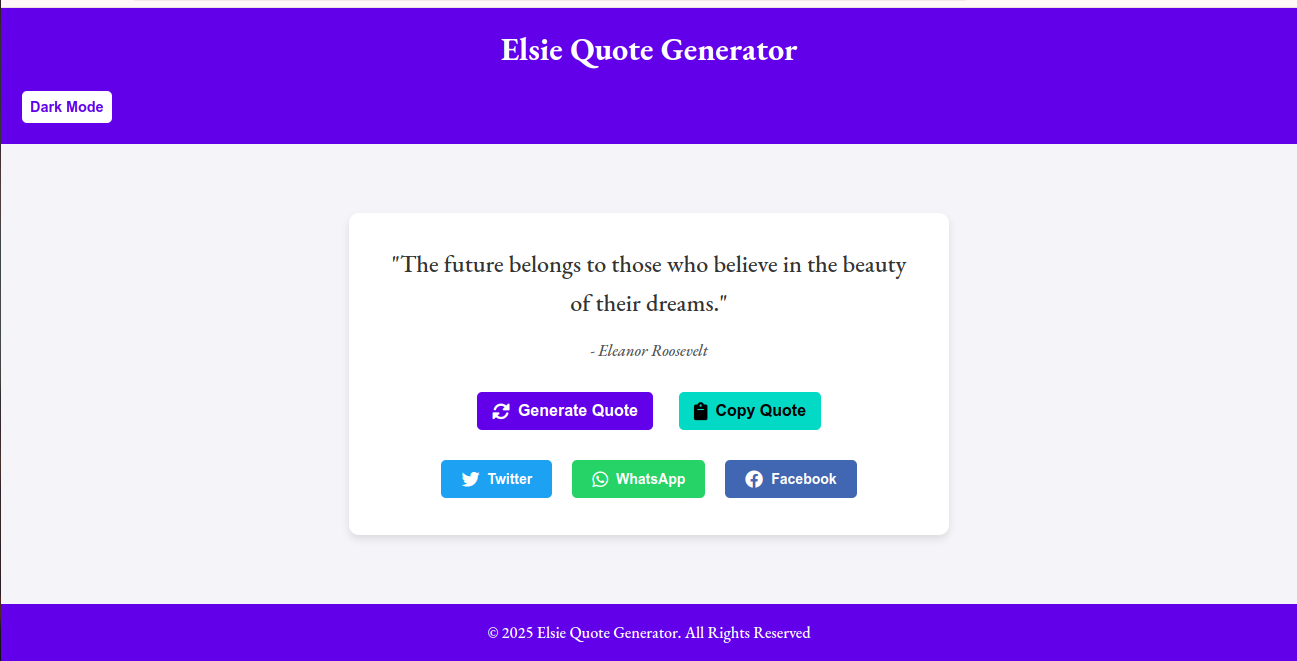 Elsie Quote Generator
Dark Mode
"The future belongs to those who believe in the beauty
of their dreams."
- Eleanor Roosevelt
Generate Quote
Copy Quote
Twitter
WhatsApp
Facebook
© 2025 Elsie Quote Generator. All Rights Reserved